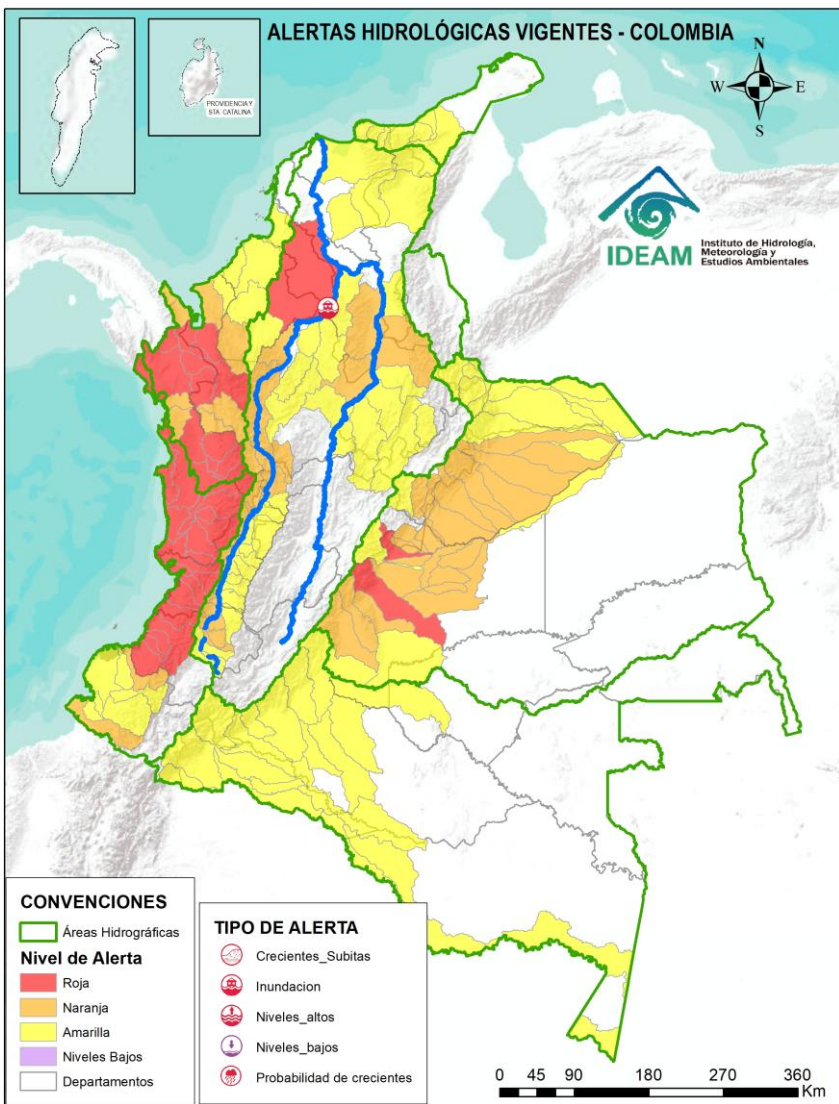 ALERTAS HIDROLÓGICAS VIGENTES - COLOMBIA
PROVIDENCIA Y
STA. CATALINA
N
W
E
S
IDEAM
Instituto de Hidrología,
Meteorología y
Estudios Ambientales
CONVENCIONES
Áreas Hidrográficas
Nivel de Alerta
Roja
Naranja
Amarilla
Niveles Bajos
Departamentos
TIPO DE ALERTA
Crecientes_Subitas
Inundacion
Niveles_altos
Niveles_bajos
Probabilidad de crecientes
0 45 90 180 270 360
Km